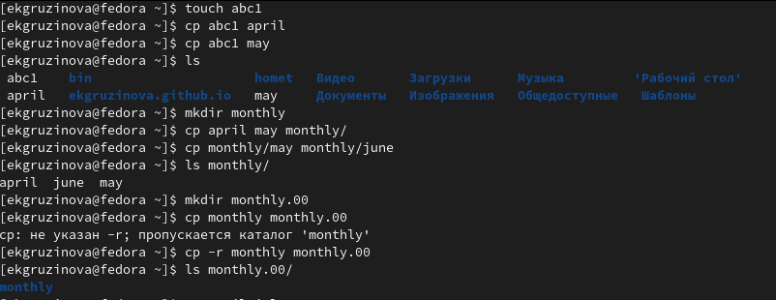 [ekgruzinova@fedora ~]$ touch abc1
[ekgruzinova@fedora ~]$ cp abc1 april
[ekgruzinova@fedora ~]$ cp abc1 may
[ekgruzinova@fedora ~]$ ls
abc1 bin homet Видео Загрузки Музыка 'Рабочий стол'
april ekgruzinova.github.io may Документы Изображения Общедоступные Шаблоны
[ekgruzinova@fedora ~]$ mkdir monthly
[ekgruzinova@fedora ~]$ cp april may monthly/
[ekgruzinova@fedora ~]$ cp monthly/may monthly/june
[ekgruzinova@fedora ~]$ ls monthly/
april june may
[ekgruzinova@fedora ~]$ mkdir monthly.00
[ekgruzinova@fedora ~]$ cp monthly monthly.00
cp: не указан -r; пропускается каталог 'monthly'
[ekgruzinova@fedora ~]$ cp -r monthly monthly.00
[ekgruzinova@fedora ~]$ ls monthly.00/
monthly